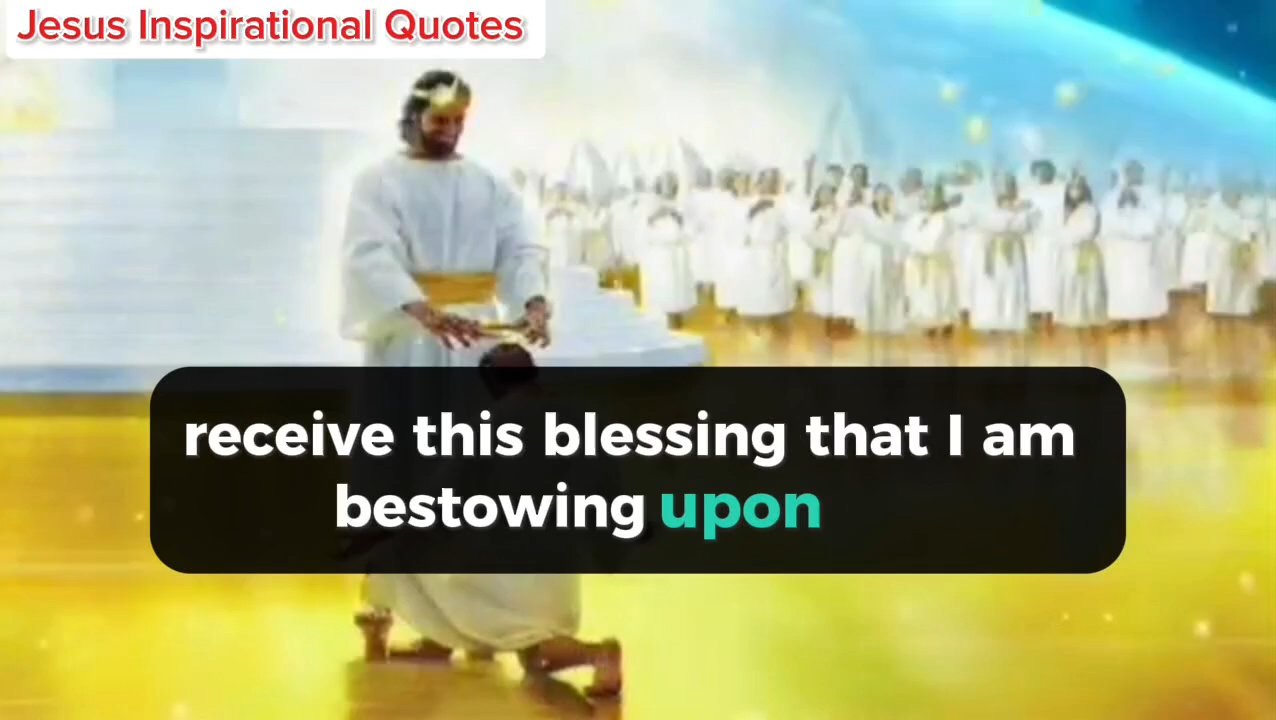 Jesus Inspirational Quotes
receive this blessing that I am
bestowing upon